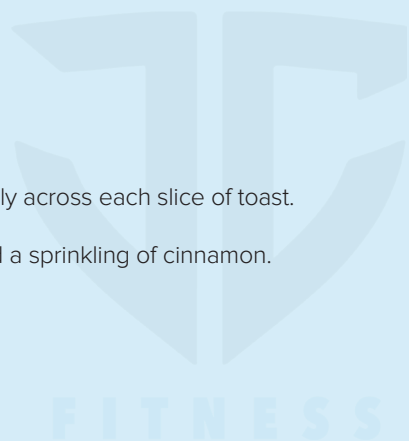 ly across each slice of toast.
a sprinkling of cinnamon.
FITNESS